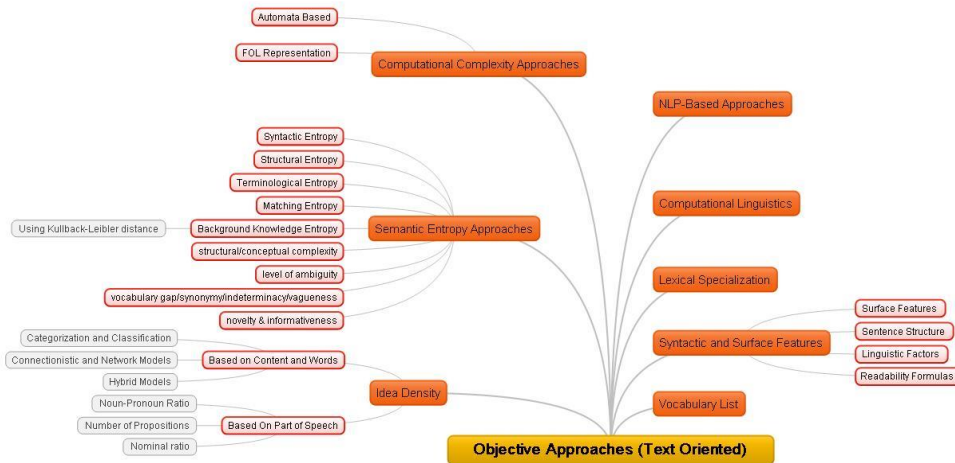 Automata Based
FOL Representation
Computational Complexity Approaches
Syntactic Entropy
Structural Entropy
Terminological Entropy
Matching Entropy
Using Kullback-Leibler distance
Background Knowledge Entropy
Semantic Entropy Approaches
structural/conceptual complexity
level of ambiguity
vocabulary gap/synonymy/indeterminacy/vagueness
novelty & informativeness
Categorization and Classification
Connectionistic and Network Models
Based on Content and Words
Hybrid Models
Idea Density
Noun-Pronoun Ratio
Number of Propositions
Based On Part of Speech
Nominal ratio
NLP-Based Approaches
Computational Linguistics
Lexical Specialization
Syntactic and Surface Features
Surface Features
Sentence Structure
Linguistic Factors
Readability Formulas
Vocabulary List
Objective Approaches (Text Oriented)